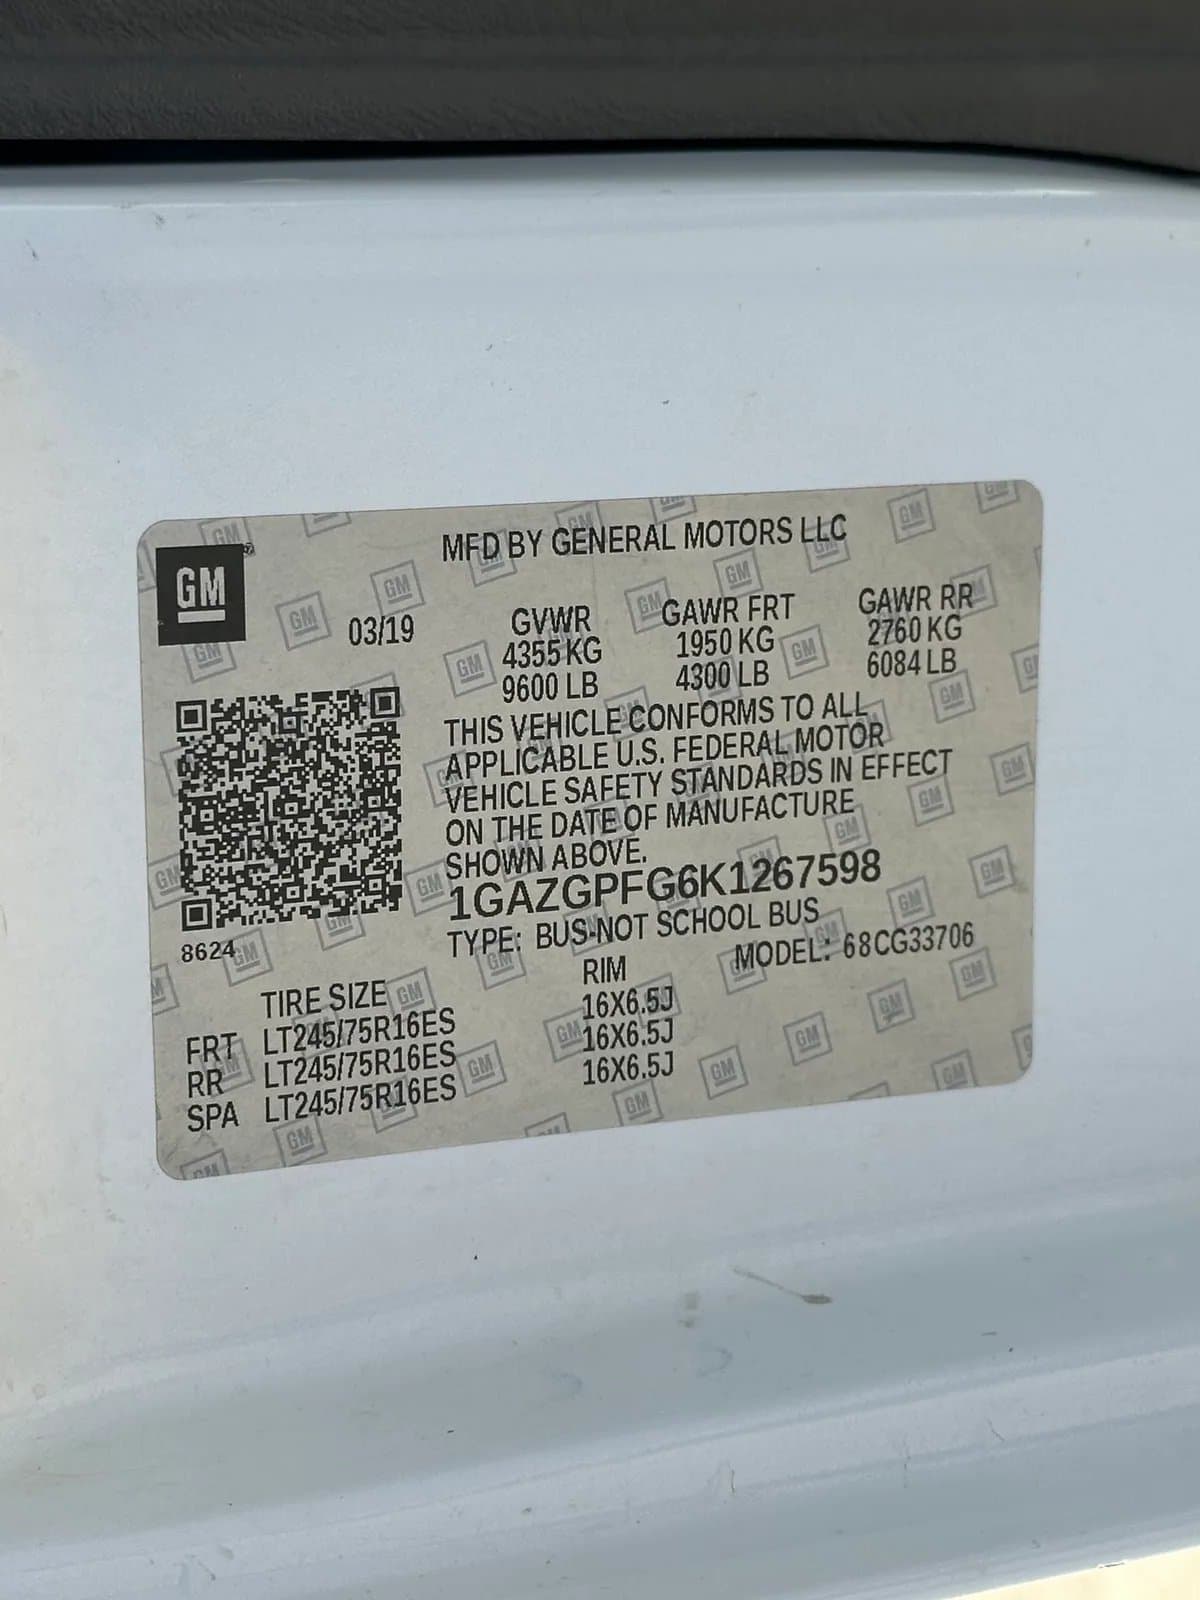 GM
MFD BY GENERAL MOTORS LLC
03/19
GVWR GAWR FRT GAWR RR
4355 KG 1950 KG 2760 KG
9600 LB 4300 LB 6084 LB
THIS VEHICLE CONFORMS TO ALL
APPLICABLE U.S. FEDERAL MOTOR
VEHICLE SAFETY STANDARDS IN EFFECT
ON THE DATE OF MANUFACTURE
SHOWN ABOVE.
1GAZGPFG6K1267598
TYPE: BUS-NOT SCHOOL BUS
8624
MODEL: 68CG33706
TIRE SIZE RIM
FRT LT245/75R16ES 16X6.5J
RR LT245/75R16ES 16X6.5J
SPA LT245/75R16ES 16X6.5J